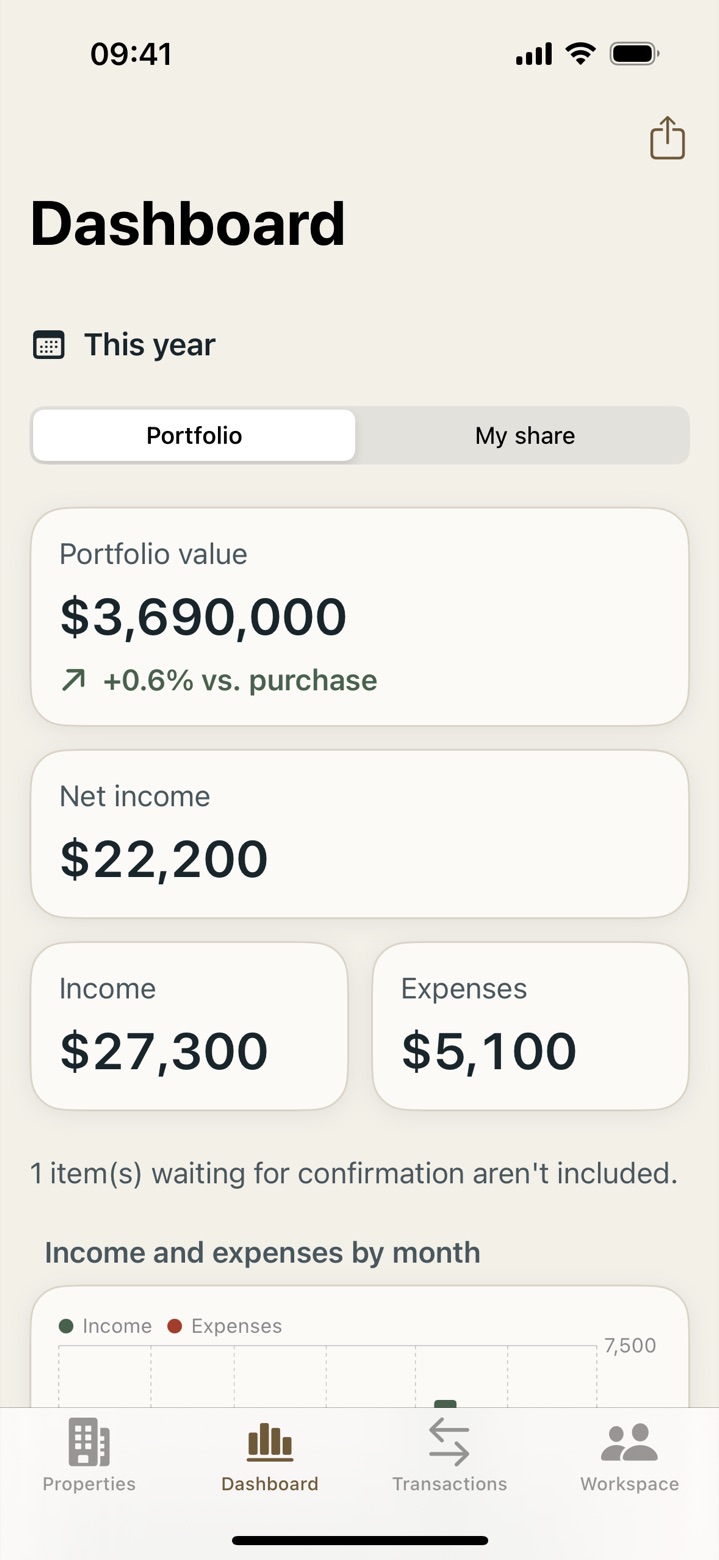 09:41
Dashboard
This year
Portfolio
My share
Portfolio value
$3,690,000
+0.6% vs. purchase
Net income
$22,200
Income
$27,300
Expenses
$5,100
1 item(s) waiting for confirmation aren't included.
Income and expenses by month
Income
Expenses
7,500
Properties
Dashboard
Transactions
Workspace